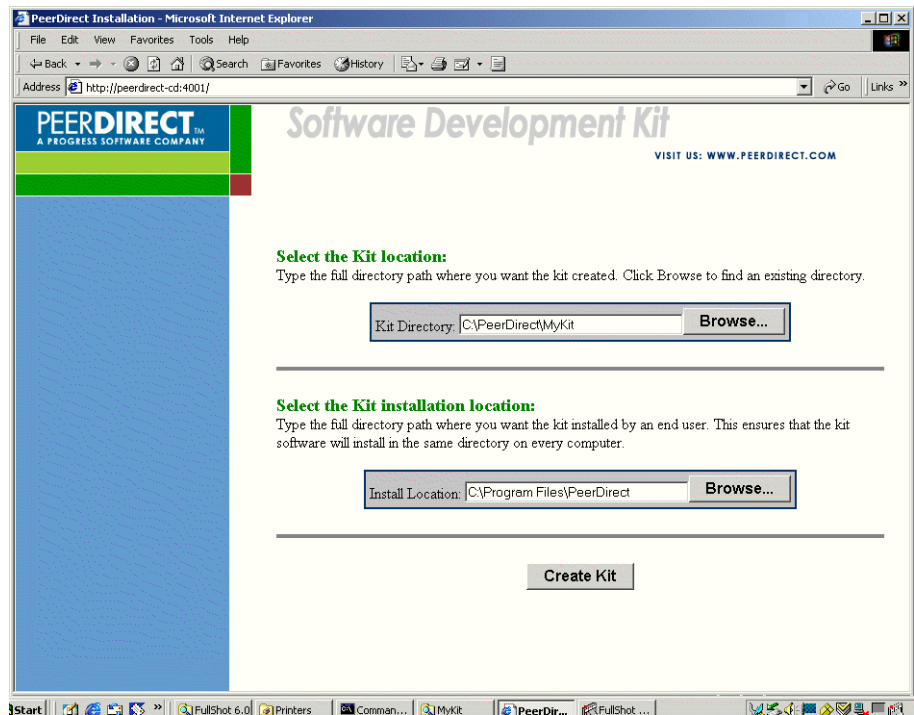 PeerDirect Installation - Microsoft Internet Explorer
File Edit View Favorites Tools Help
Back Search Favorites History
Address http://peerdirect-cd:4001/ Go Links »
PEERDIRECT TM
A PROGRESS SOFTWARE COMPANY
Software Development Kit
VISIT US: WWW.PEERDIRECT.COM
Select the Kit location:
Type the full directory path where you want the kit created. Click Browse to find an existing directory.
Kit Directory: C:\PeerDirect\MyKit Browse...
Select the Kit installation location:
Type the full directory path where you want the kit installed by an end user. This ensures that the kit
software will install in the same directory on every computer.
Install Location: C:\Program Files\PeerDirect Browse...
Create Kit
Start » FullShot 6.0 Printers Comman... MyKit PeerDir... FullShot ...